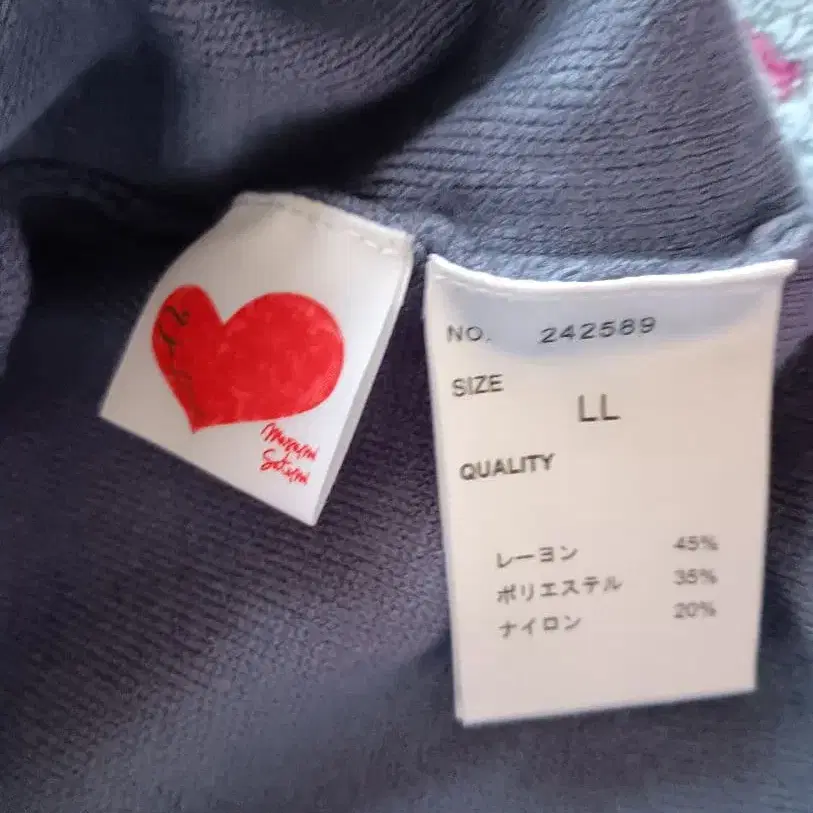 NO. 242589
SIZE
LL
QUALITY
レーヨン 45%
ポリエステル 35%
ナイロン 20%